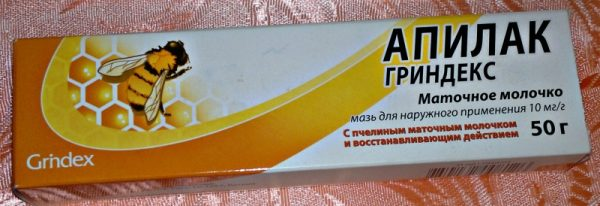 АПИЛАК
ГРИНДЕКС
Маточное молочко
мазь для наружного применения 10 мг/г
С пчелиным маточным молочком
и восстанавливающим действием
50 г
Grindex